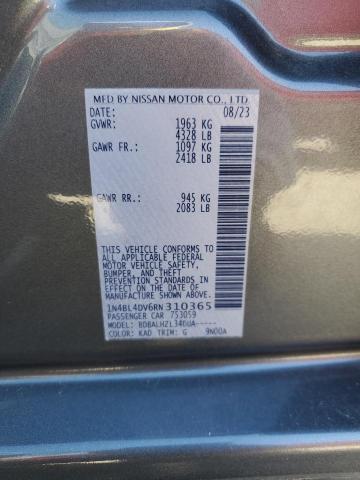 MFD BY NISSAN MOTOR CO., LTD.
DATE: 08/23
GVWR: 1963 KG
4328 LB
GAWR FR.: 1097 KG
2418 LB
GAWR RR.: 945 KG
2083 LB
THIS VEHICLE CONFORMS TO
ALL APPLICABLE FEDERAL
MOTOR VEHICLE SAFETY,
BUMPER, AND THEFT
PREVENTION STANDARDS
IN EFFECT ON THE DATE OF
MANUFACTURE SHOWN ABOVE.
1N4BL4DV6RN310365
PASSENGER CAR 753059
MODEL: BDBALHZL34DUA-----
COLOR: KAD TRIM: G 9N00A